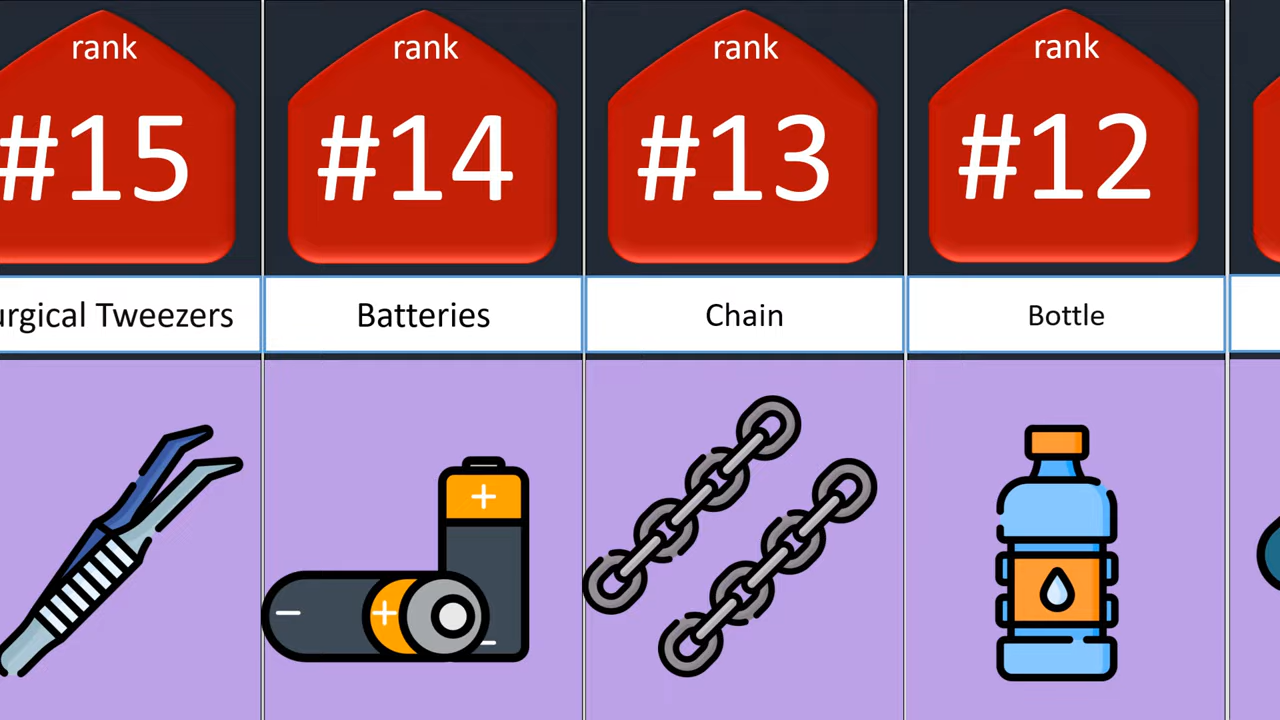 rank
#15
urgical Tweezers
rank
#14
Batteries
rank
#13
Chain
rank
#12
Bottle